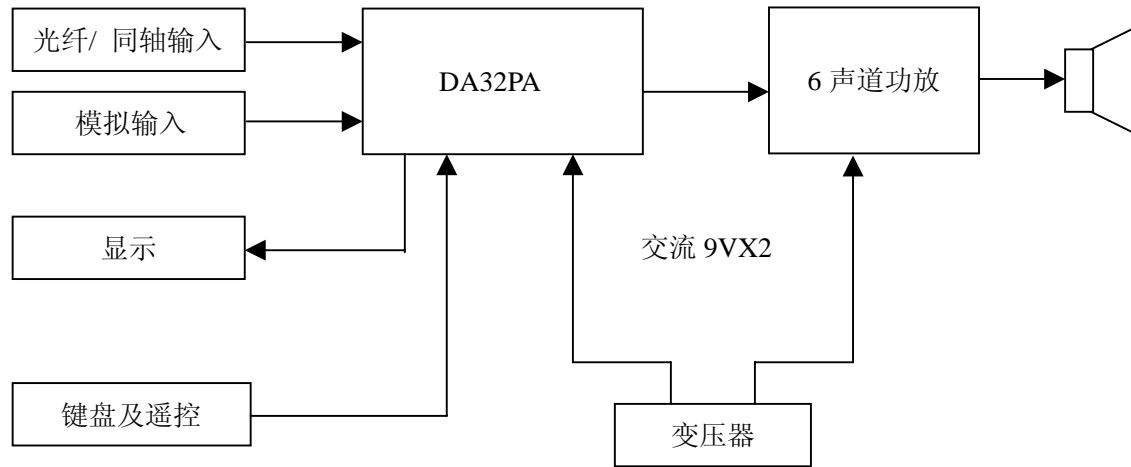 光纤/ 同轴输入
DA32PA
6 声道功放
模拟输入
显示
交流 9VX2
键盘及遥控
变压器